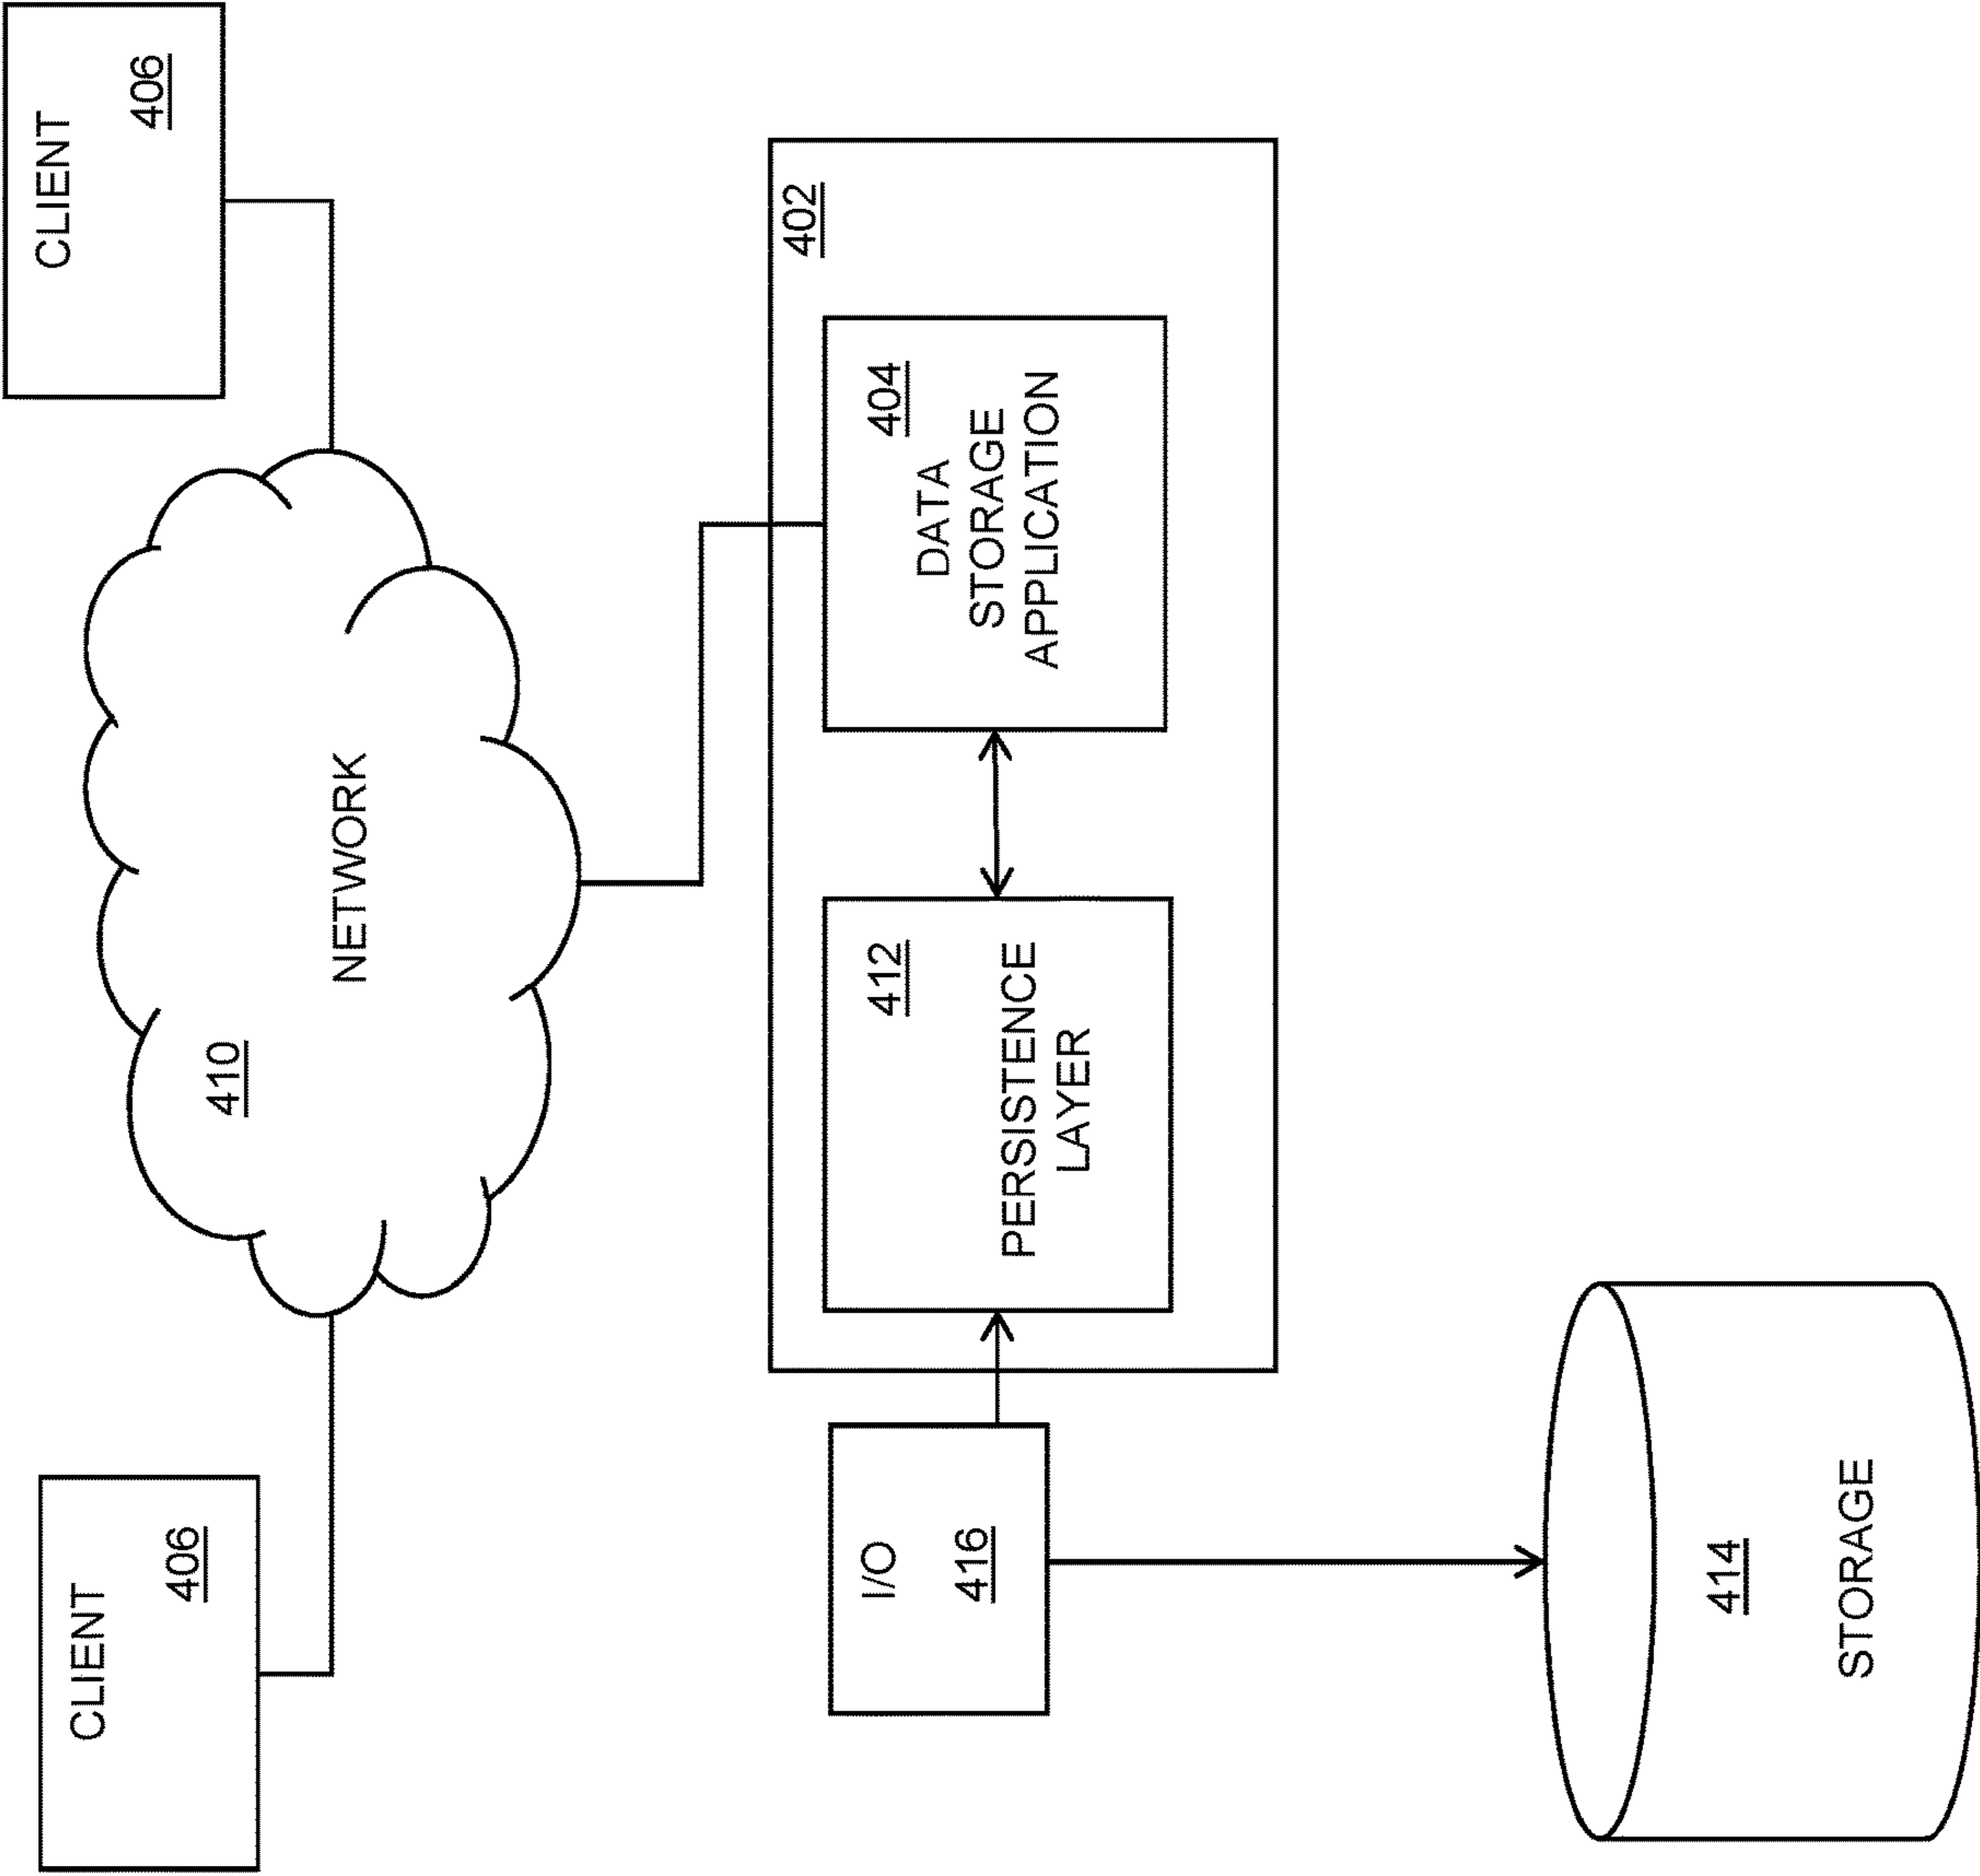 CLIENT
406
CLIENT
406
410
NETWORK
402
I/O
416
412
PERSISTENCE
LAYER
404
DATA
STORAGE
APPLICATION
414
STORAGE